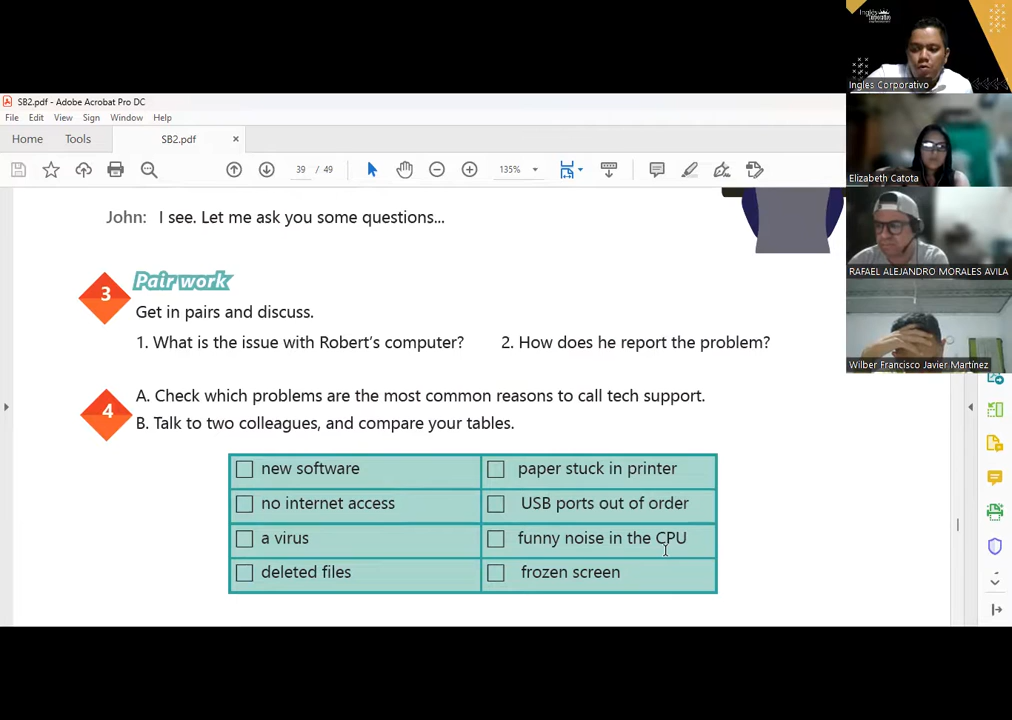 SB2.pdf - Adobe Acrobat Pro DC
File Edit View Sign Window Help
Home Tools SB2.pdf ×
39 / 49 135%
John: I see. Let me ask you some questions...
3 Pair work
Get in pairs and discuss.
1. What is the issue with Robert's computer? 2. How does he report the problem?
4 A. Check which problems are the most common reasons to call tech support.
B. Talk to two colleagues, and compare your tables.
new software paper stuck in printer
no internet access USB ports out of order
a virus funny noise in the CPU
deleted files frozen screen
Inglés Corporativo
Ingles Corporativo
Elizabeth Catota
RAFAEL ALEJANDRO MORALES AVILA
Wilber Francisco Javier Martínez